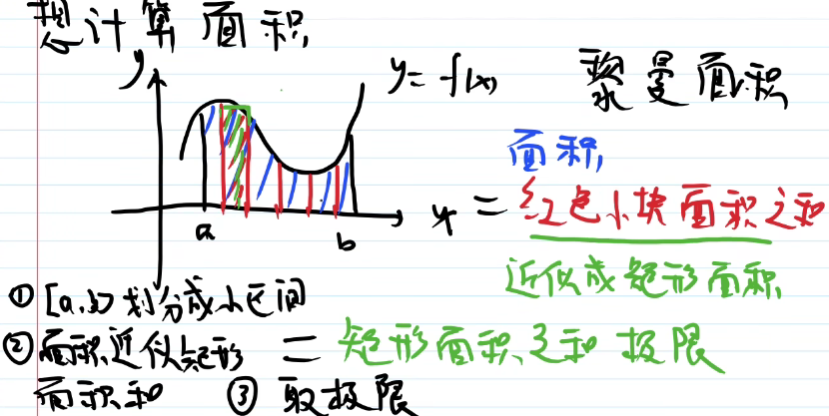 想计算面积
y
y=f(x)
黎曼面积
面积
x
= 红色小块面积之和
a
b
近似成矩形面积
① [a,b]划分成小区间
② 面积近似矩形
= 矩形面积之和 极限
面积和
③ 取极限